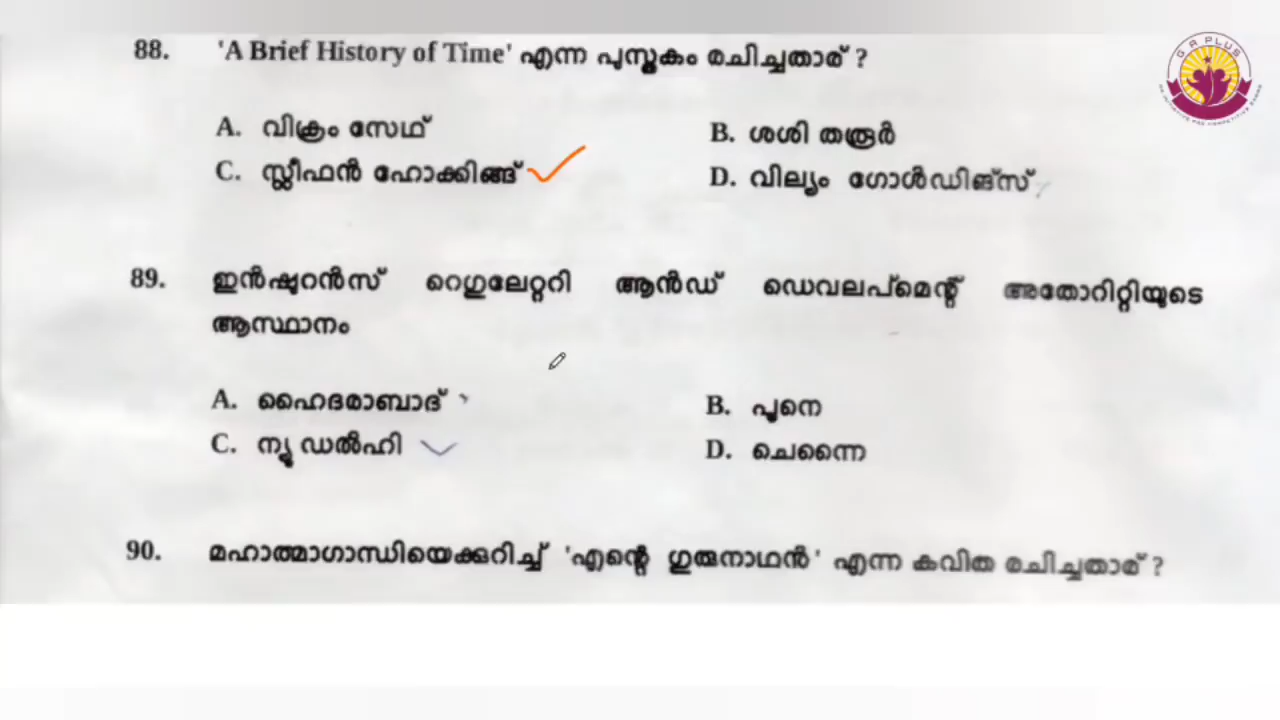 88. 'A Brief History of Time' എന്ന പുസ്തകം രചിച്ചതാര് ?
A. വിക്രം സേഥ് B. ശശി തരൂർ
C. സ്റ്റീഫൻ ഹോക്കിങ്ങ് D. വില്യം ഗോൾഡിങ്സ്
89. ഇൻഷുറൻസ് റെഗുലേറ്ററി ആൻഡ് ഡെവലപ്മെന്റ് അതോറിറ്റിയുടെ
ആസ്ഥാനം
A. ഹൈദരാബാദ് B. പൂനെ
C. ന്യൂ ഡൽഹി D. ചെന്നൈ
90. മഹാത്മാഗാന്ധിയെക്കുറിച്ച് 'എന്റെ ഗുരുനാഥൻ' എന്ന കവിത രചിച്ചതാര് ?
G R PLUS